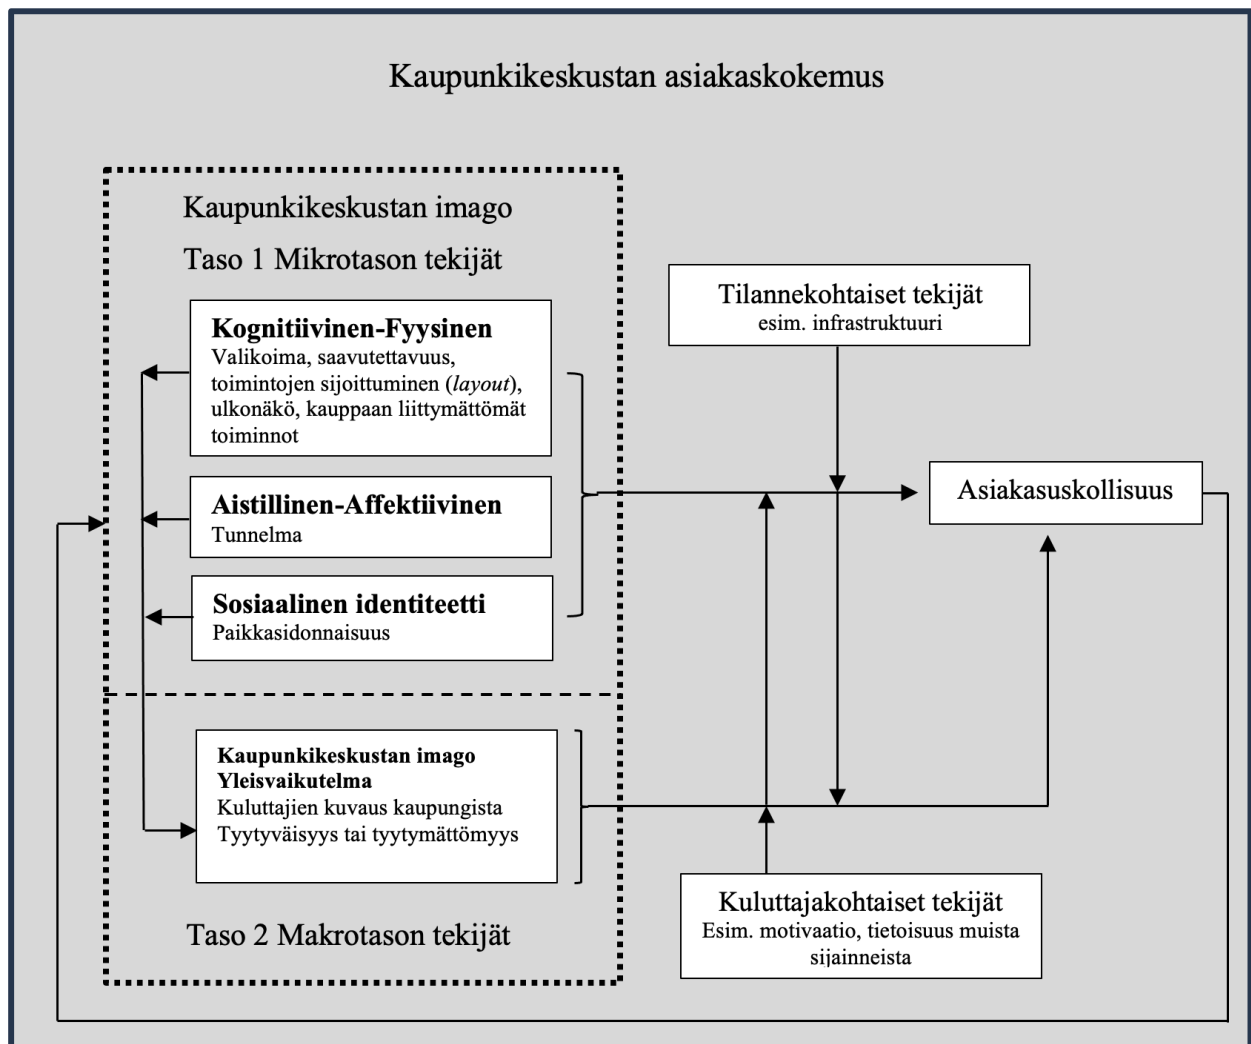 Kaupunkikeskustan asiakaskokemus
Kaupunkikeskustan imago
Taso 1 Mikrotason tekijät
Kognitiivinen-Fyysinen
Valikoima, saavutettavuus,
toimintojen sijoittuminen (layout),
ulkonäkö, kauppaan liittymättömät
toiminnot
Aistillinen-Affektiivinen
Tunnelma
Sosiaalinen identiteetti
Paikkasidonnaisuus
Kaupunkikeskustan imago
Yleisvaikutelma
Kuluttajien kuvaus kaupungista
Tyytyväisyys tai tyytymättömyys
Taso 2 Makrotason tekijät
Tilannekohtaiset tekijät
esim. infrastruktuuri
Asiakasuskollisuus
Kuluttajakohtaiset tekijät
Esim. motivaatio, tietoisuus muista
sijainneista